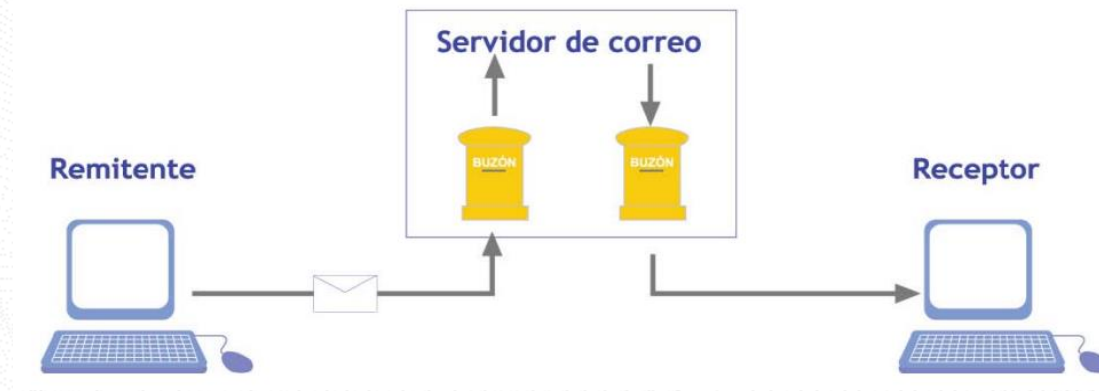 Servidor de correo
BUZÓN
BUZÓN
Remitente
Receptor